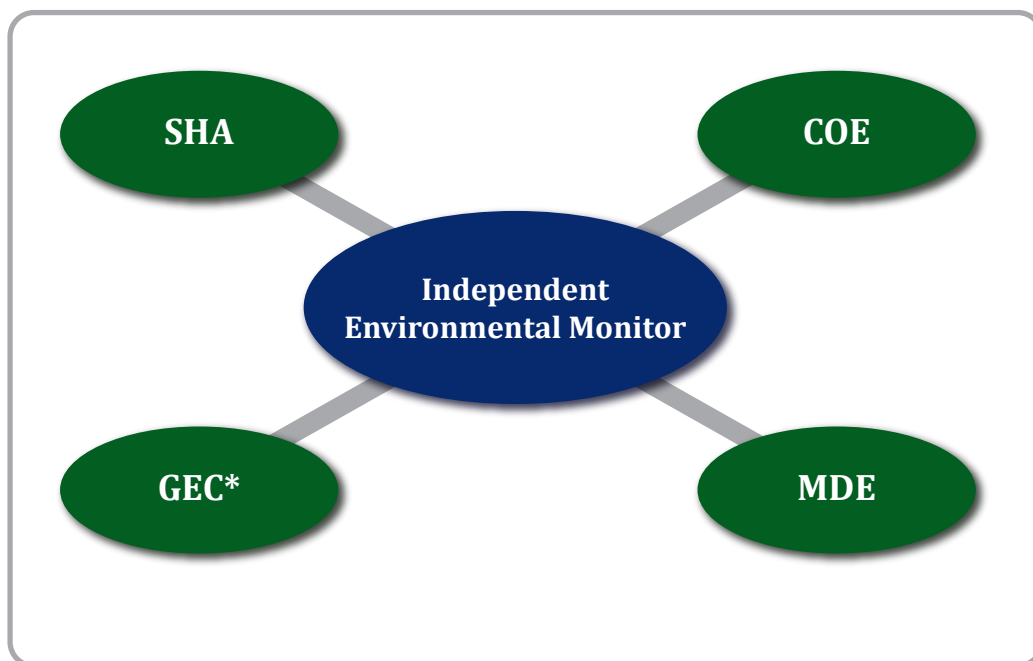 SHA
COE
Independent
Environmental Monitor
GEC*
MDE